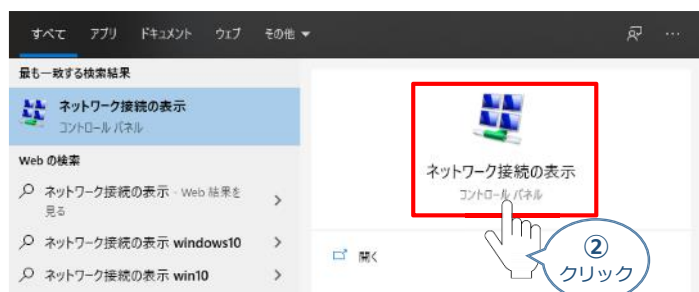 すべて アプリ ドキュメント ウェブ その他 ▼
最も一致する検索結果
ネットワーク接続の表示
コントロール パネル
Web の検索
ネットワーク接続の表示 - Web 結果を
見る
ネットワーク接続の表示 windows10
ネットワーク接続の表示 win10
ネットワーク接続の表示
コントロール パネル
開く
②
クリック